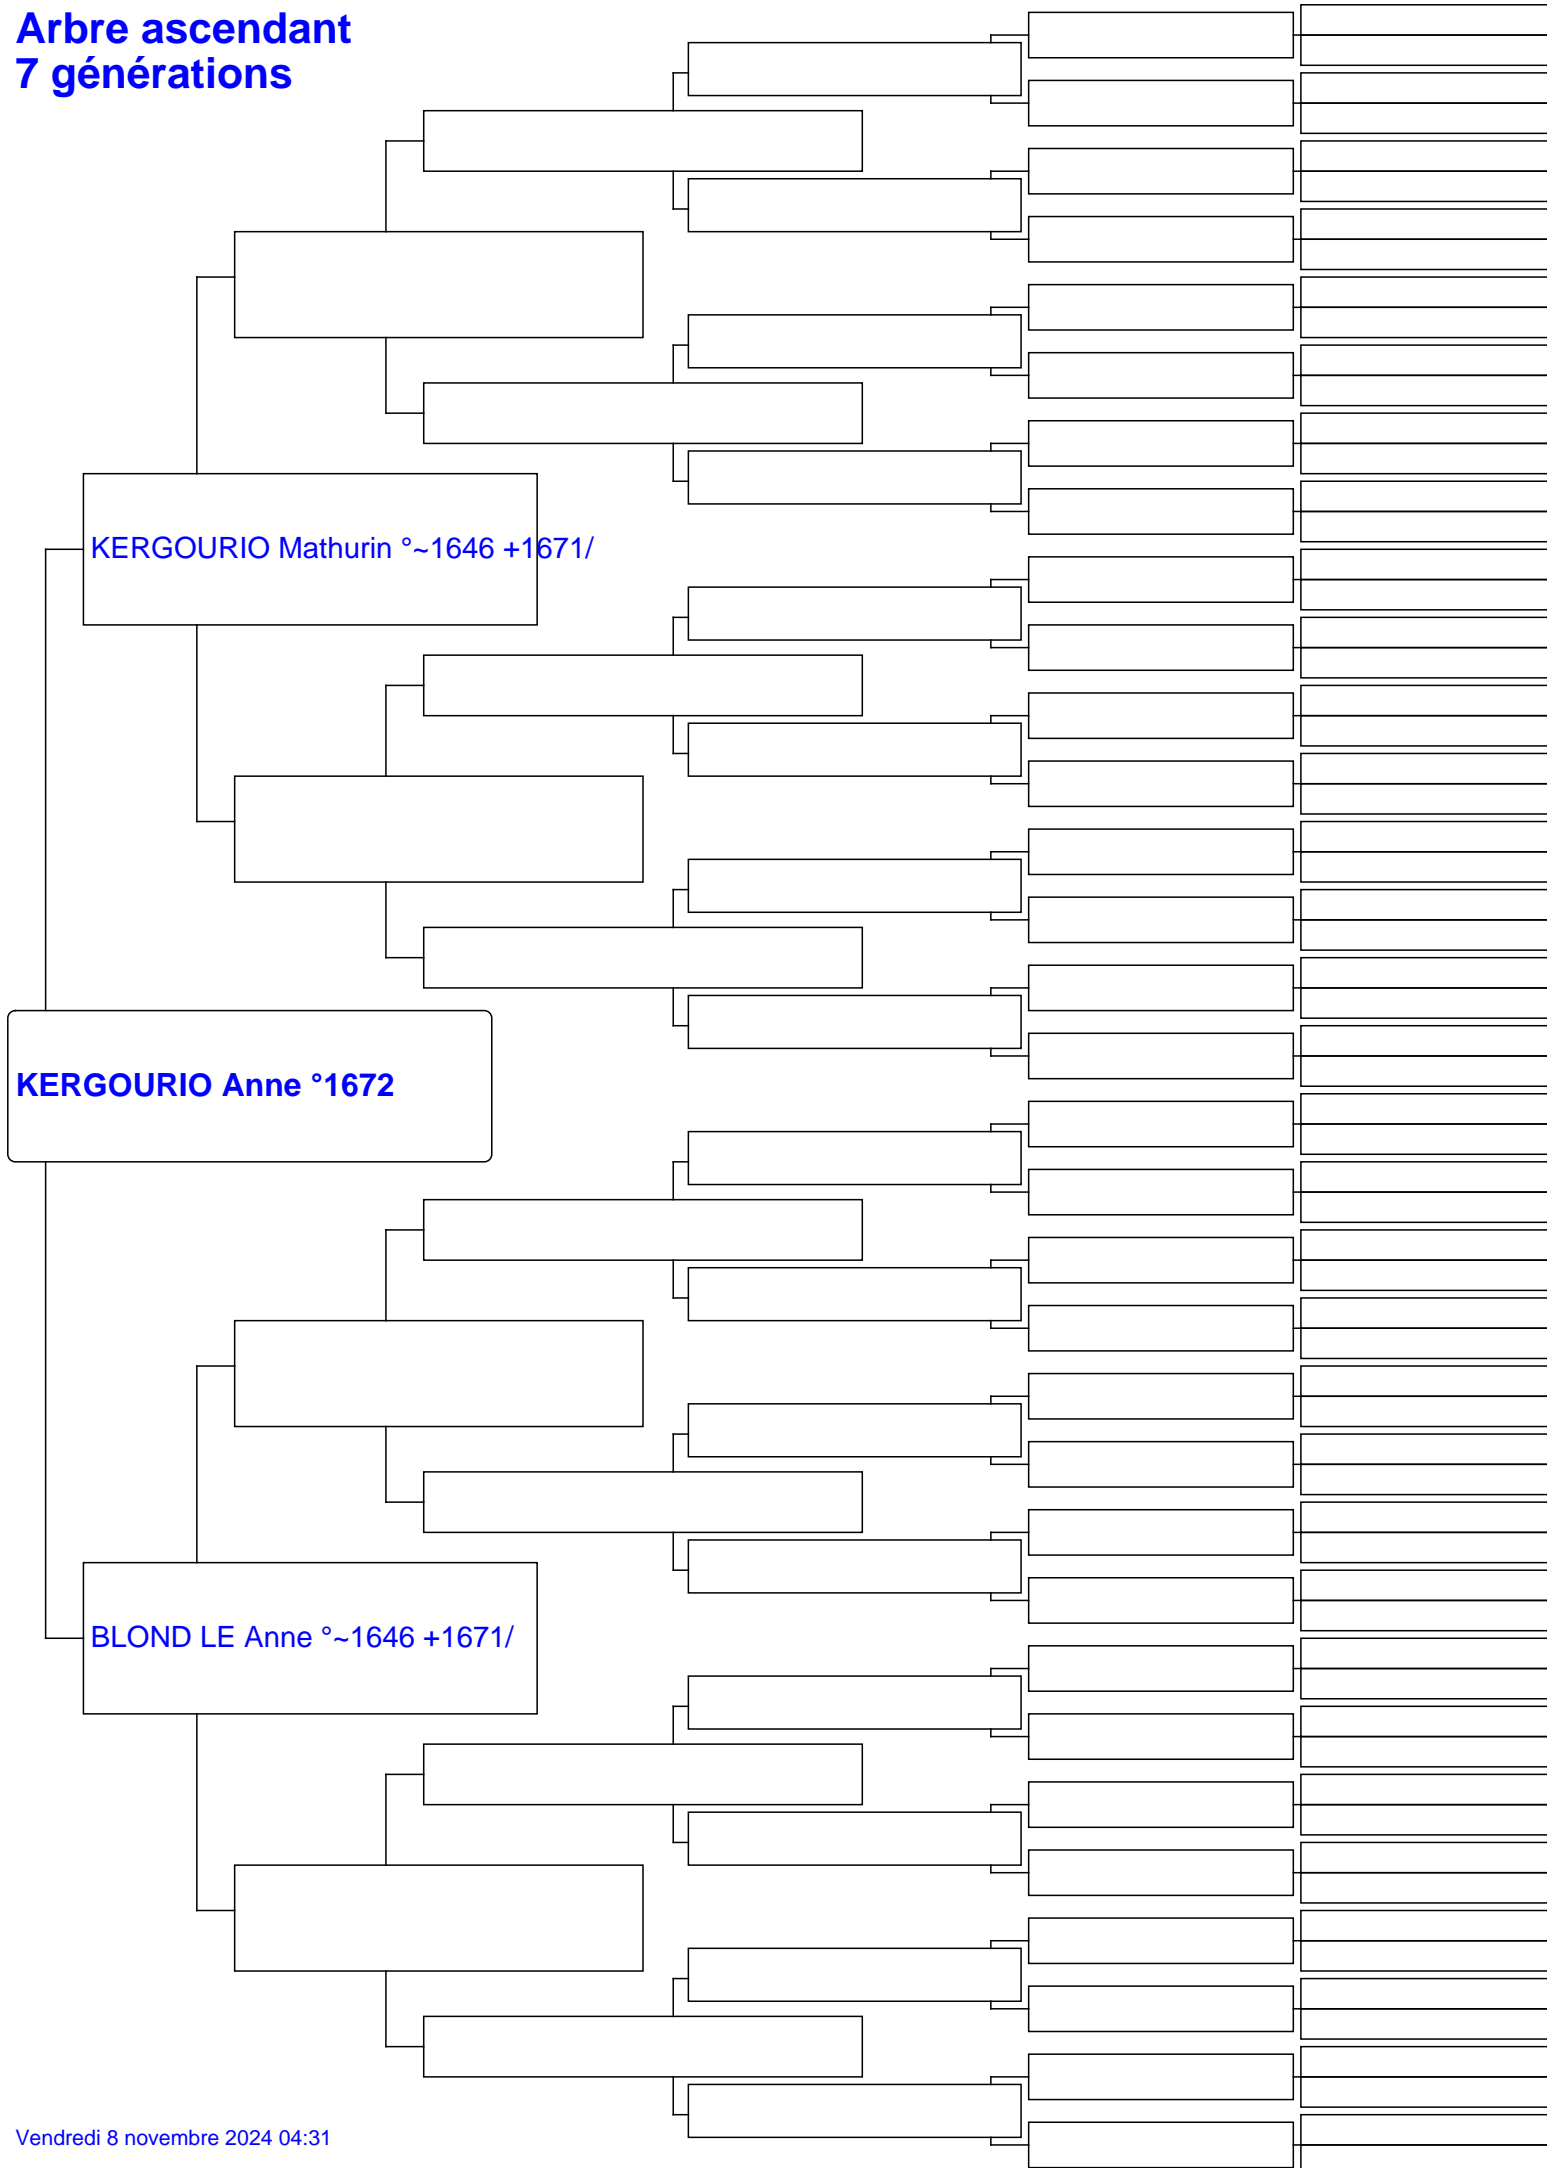 Arbre ascendant
7 générations
KERGOURIO Mathurin °~1646 +1671/
KERGOURIO Anne °1672
BLOND LE Anne °~1646 +1671/
Vendredi 8 novembre 2024 04:31